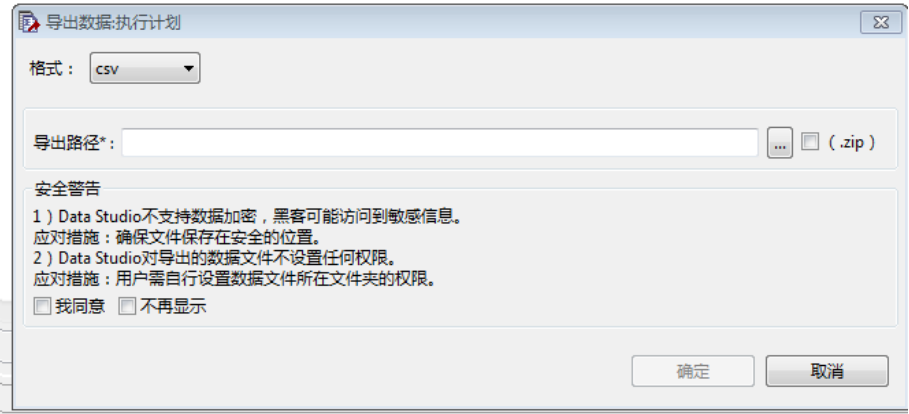 导出数据:执行计划
格式： csv
导出路径*： ... （.zip）
安全警告
1）Data Studio不支持数据加密，黑客可能访问到敏感信息。
应对措施：确保文件保存在安全的位置。
2）Data Studio对导出的数据文件不设置任何权限。
应对措施：用户需自行设置数据文件所在文件夹的权限。
我同意 不再显示
确定 取消